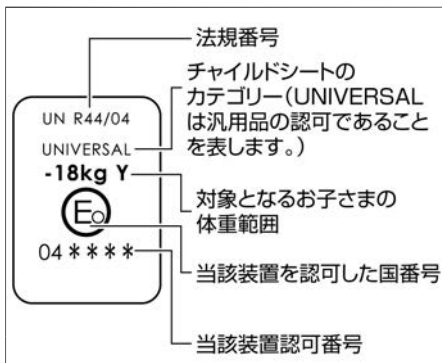 法規番号
チャイルドシートの
カテゴリー(UNIVERSAL
は汎用品の認可であること
を表します。)
対象となるお子さまの
体重範囲
当該装置を認可した国番号
当該装置認可番号
UN R44/04
UNIVERSAL
-18kg Y
Eo
04****